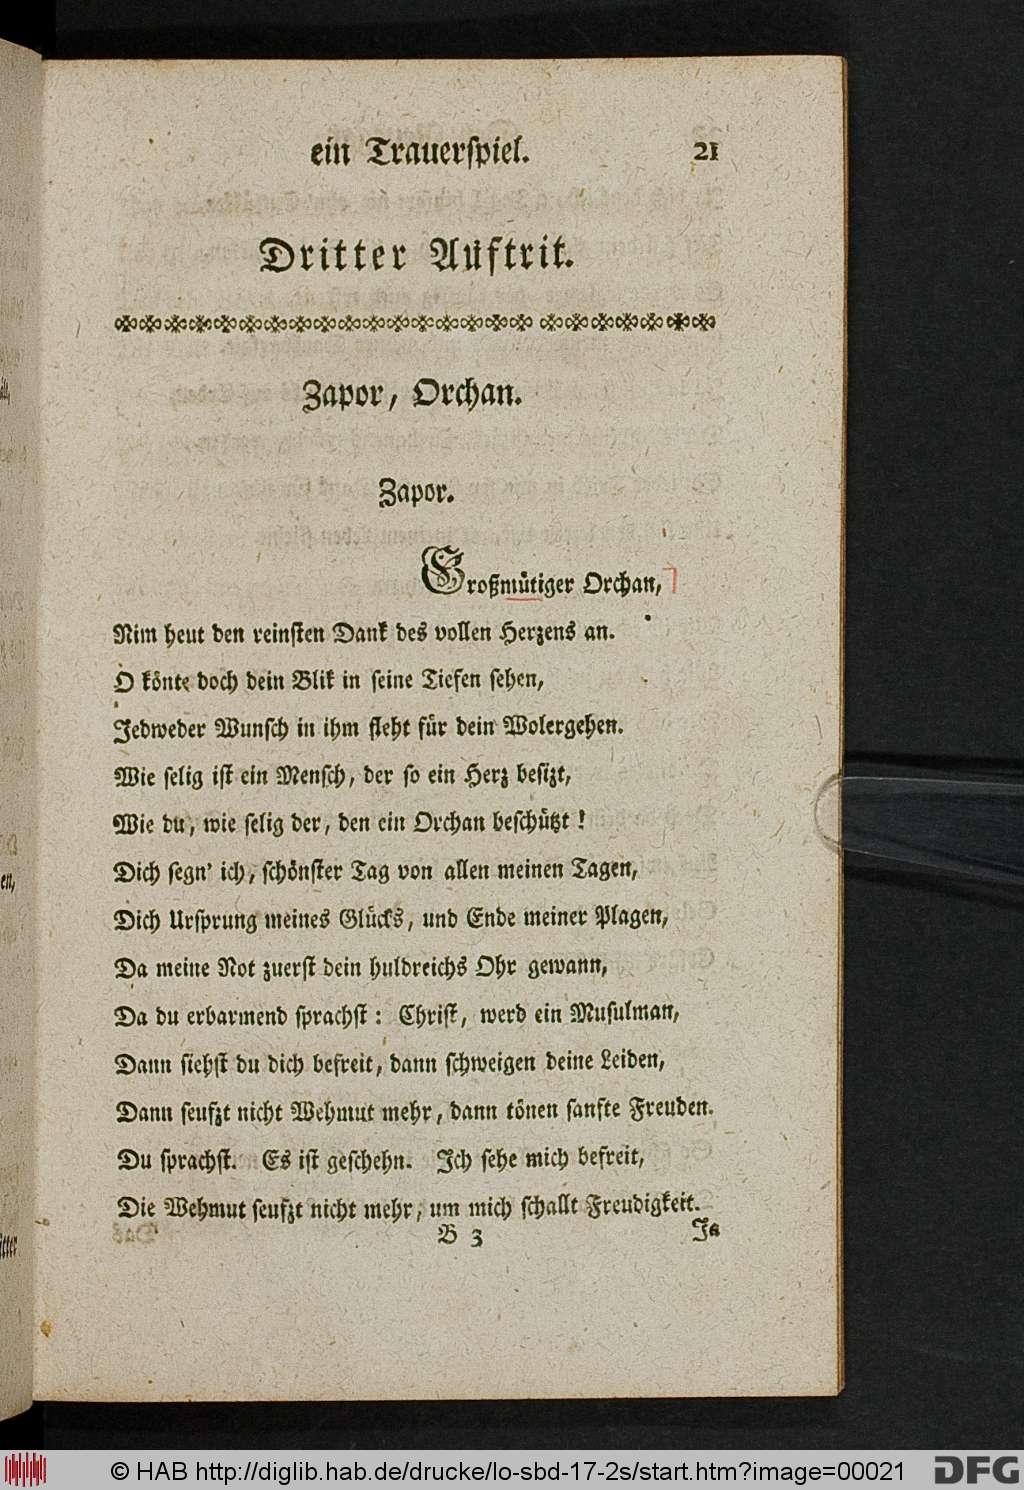 ein Trauerspiel. 21
Dritter Auftrit.
Zapor, Orchan.
Zapor.
Großmütiger Orchan,
Nim heut den reinsten Dank des vollen Herzens an.
O könte doch dein Blik in seine Tiefen sehen,
Jedweder Wunsch in ihm fleht für dein Wolergehen.
Wie selig ist ein Mensch, der so ein Herz besizt,
Wie du, wie selig der, den ein Orchan beschützt!
Dich segn' ich, schönster Tag von allen meinen Tagen,
Dich Ursprung meines Glücks, und Ende meiner Plagen,
Da meine Not zuerst dein huldreichs Ohr gewann,
Da du erbarmend sprachst: Christ, werd ein Musulman,
Dann siehst du dich befreit, dann schweigen deine Leiden,
Dann seufzt nicht Wehmut mehr, dann tönen sanfte Freuden.
Du sprachst. Es ist geschehn. Ich sehe mich befreit,
Die Wehmut seufzt nicht mehr, um mich schallt Freudigkeit.
B 3 Ja
© HAB http://diglib.hab.de/drucke/lo-sbd-17-2s/start.htm?image=00021 DFG